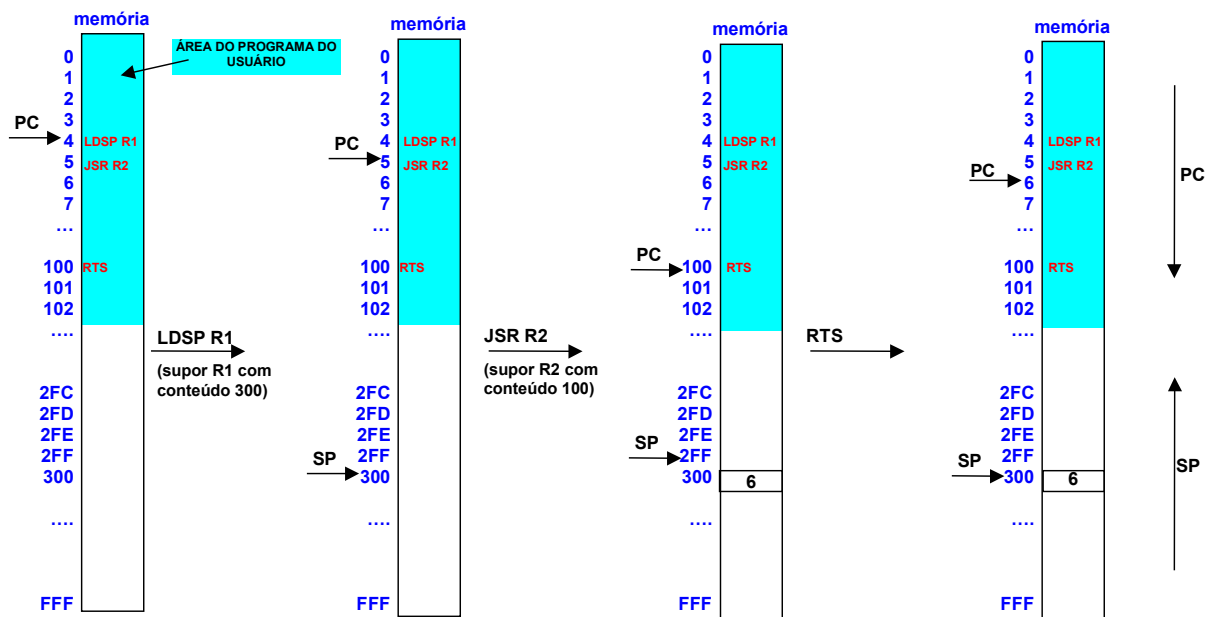 memória
ÁREA DO PROGRAMA DO
USUÁRIO
0
1
2
3
PC
4
LDSP R1
5
JSR R2
6
7
...
100
RTS
101
102
....
LDSP R1
(supor R1 com
conteúdo 300)
2FC
2FD
2FE
2FF
300
....
FFF
memória
0
1
2
3
4
LDSP R1
PC
5
JSR R2
6
7
...
100
RTS
101
102
....
JSR R2
(supor R2 com
conteúdo 100)
2FC
2FD
2FE
2FF
SP
300
....
FFF
memória
0
1
2
3
4
LDSP R1
5
JSR R2
6
7
...
PC
100
RTS
101
102
....
RTS
2FC
2FD
2FE
SP
2FF
300
6
....
FFF
memória
0
1
2
3
4
LDSP R1
5
JSR R2
PC
6
7
...
100
RTS
101
102
....
2FC
2FD
2FE
2FF
SP
300
6
....
FFF
PC
SP